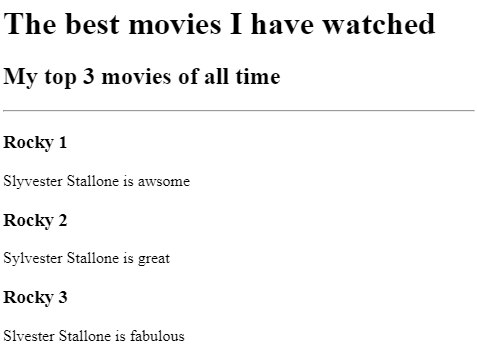 The best movies I have watched
My top 3 movies of all time
Rocky 1
Slyvester Stallone is awsome
Rocky 2
Sylvester Stallone is great
Rocky 3
Slvester Stallone is fabulous